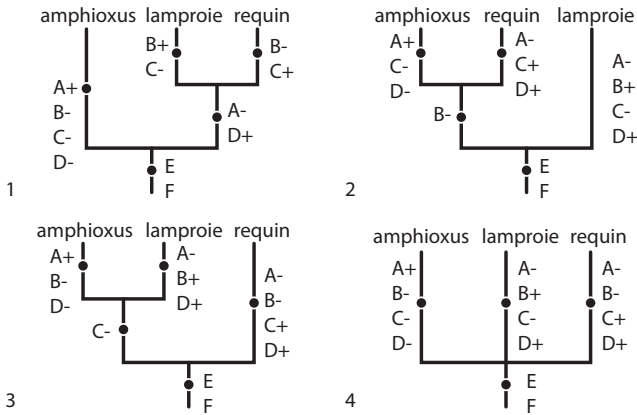 amphioxus lamproie requin
B+
C-
B-
C+
A+
B-
C-
D-
A-
D+
E
F
1
amphioxus requin lamproie
A+
C-
D-
A-
C+
D+
B-
A-
B+
C-
D+
E
F
2
amphioxus lamproie requin
A+
B-
D-
A-
B+
D+
C-
A-
B-
C+
D+
E
F
3
amphioxus lamproie requin
A+
B-
C-
D-
A-
B+
C-
D+
A-
B-
C+
D+
E
F
4